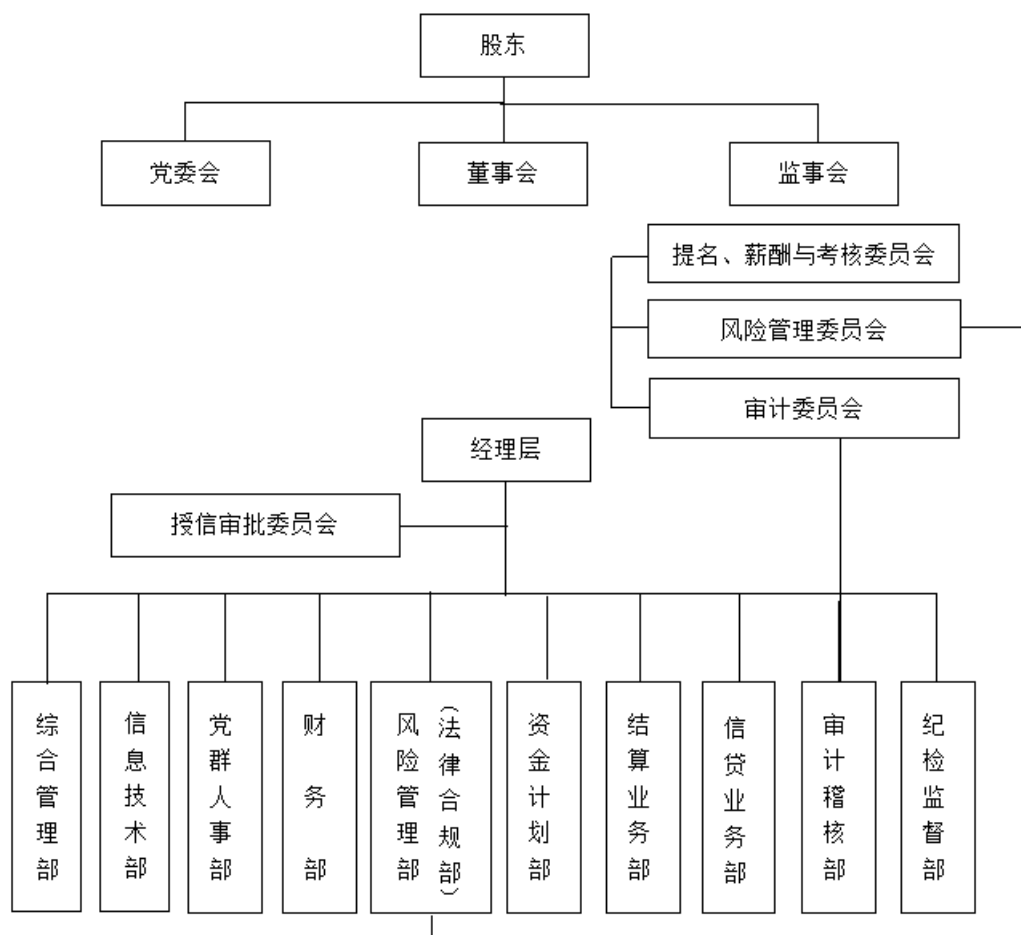 股东
党委会
董事会
监事会
提名、薪酬与考核委员会
风险管理委员会
审计委员会
经理层
授信审批委员会
综合管理部
信息技术部
党群人事部
财务部
风险管理部
（法律合规部）
资金计划部
结算业务部
信贷业务部
审计稽核部
纪检监督部